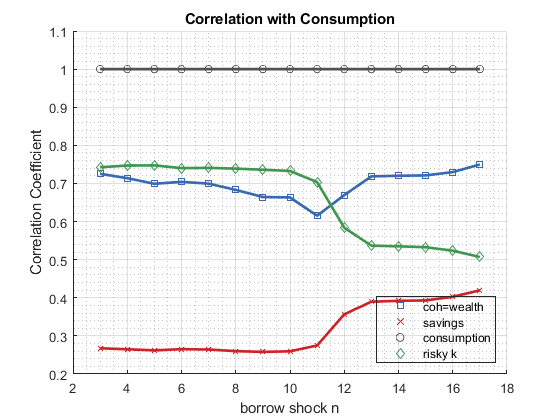 Correlation with Consumption
Correlation Coefficient
1.1
1
0.9
0.8
0.7
0.6
0.5
0.4
0.3
0.2
2
4
6
8
10
12
14
16
18
borrow shock n
coh=wealth
savings
consumption
risky k